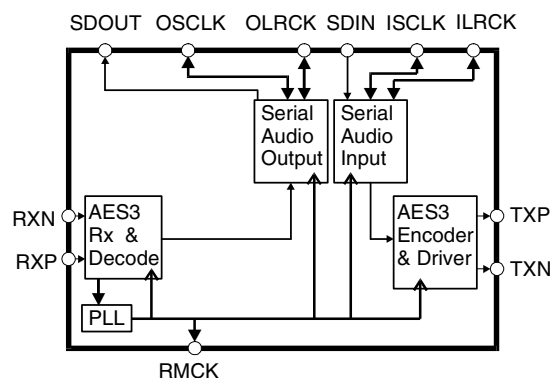 SDOUT OSCLK OLRCK SDIN ISCLK ILRCK
Serial
Audio
Output
Serial
Audio
Input
RXN
RXP
AES3
Rx &
Decode
AES3
Encoder
& Driver
TXP
TXN
PLL
RMCK